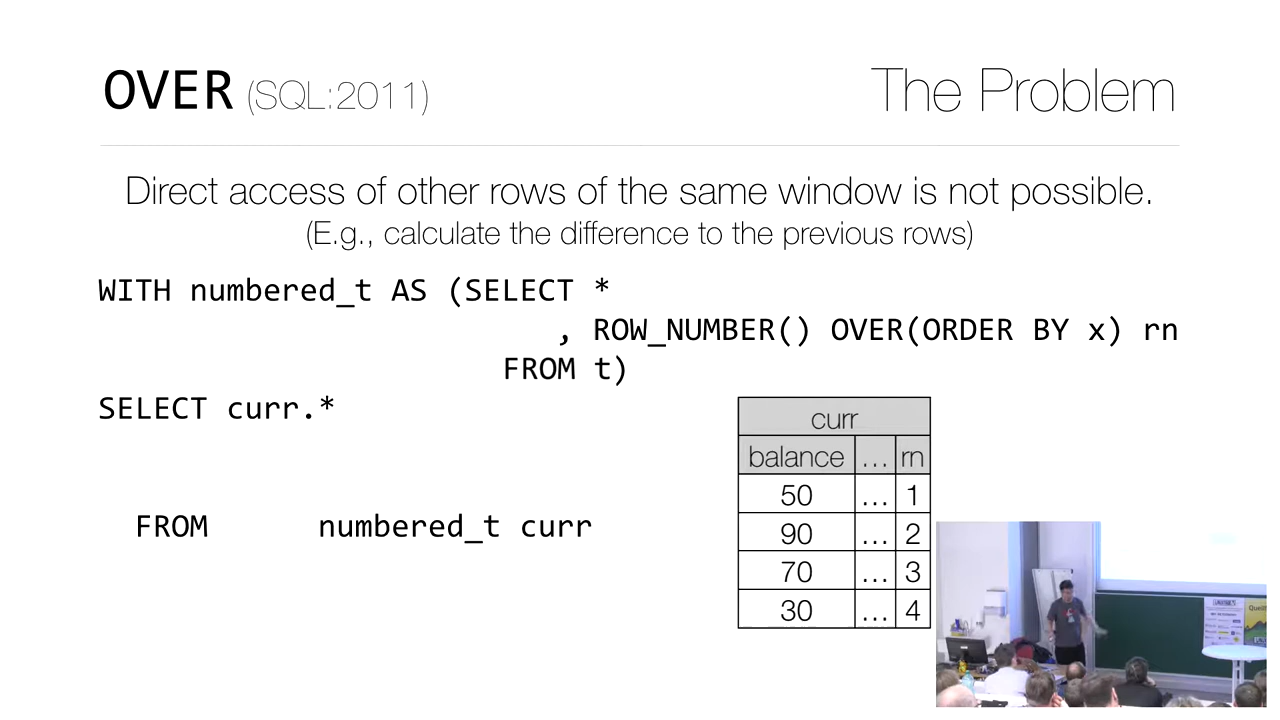 OVER (SQL:2011)
The Problem
Direct access of other rows of the same window is not possible.
(E.g., calculate the difference to the previous rows)
WITH numbered_t AS (SELECT *
, ROW_NUMBER() OVER(ORDER BY x) rn
FROM t)
SELECT curr.*
FROM numbered_t curr
curr
balance … rn
50 … 1
90 … 2
70 … 3
30 … 4